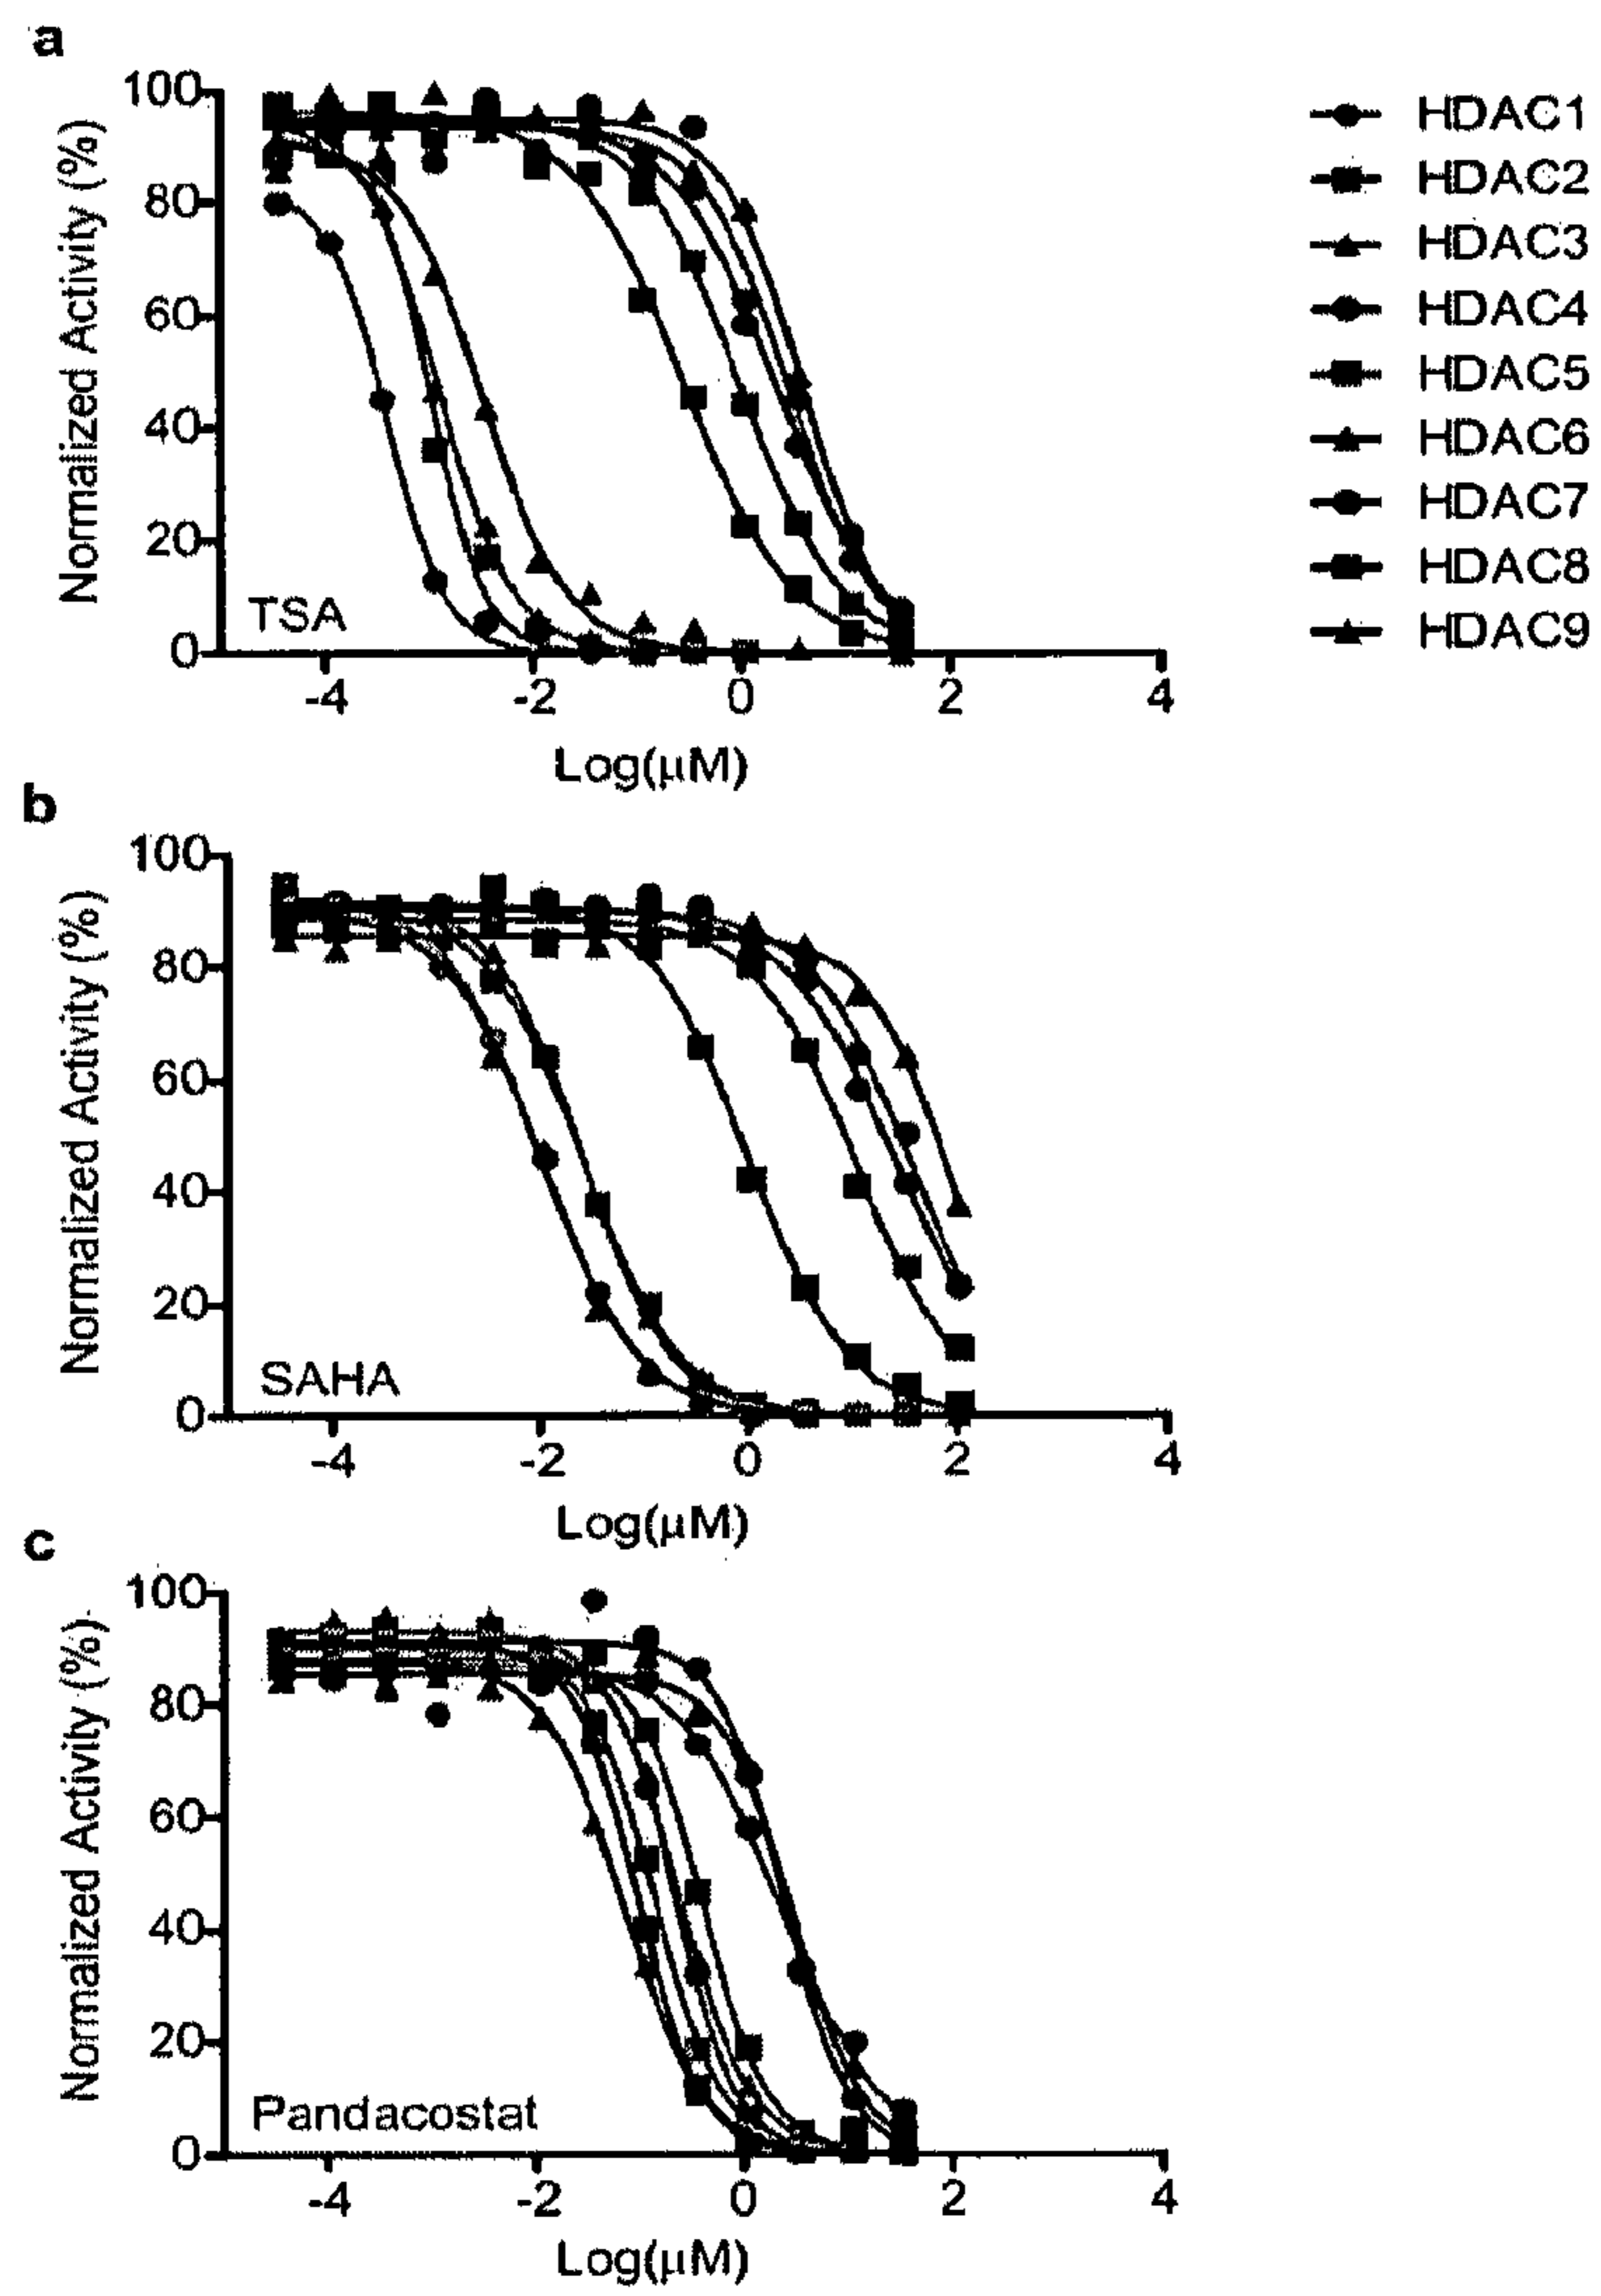 a
100
80
60
40
20
0
Normalized Activity (%)
TSA
-4 -2 0 2 4
Log(μM)
HDAC1
HDAC2
HDAC3
HDAC4
HDAC5
HDAC6
HDAC7
HDAC8
HDAC9
b
100
80
60
40
20
0
Normalized Activity (%)
SAHA
-4 -2 0 2 4
Log(μM)
c
100
80
60
40
20
0
Normalized Activity (%)
Pandacostat
-4 -2 0 2 4
Log(μM)